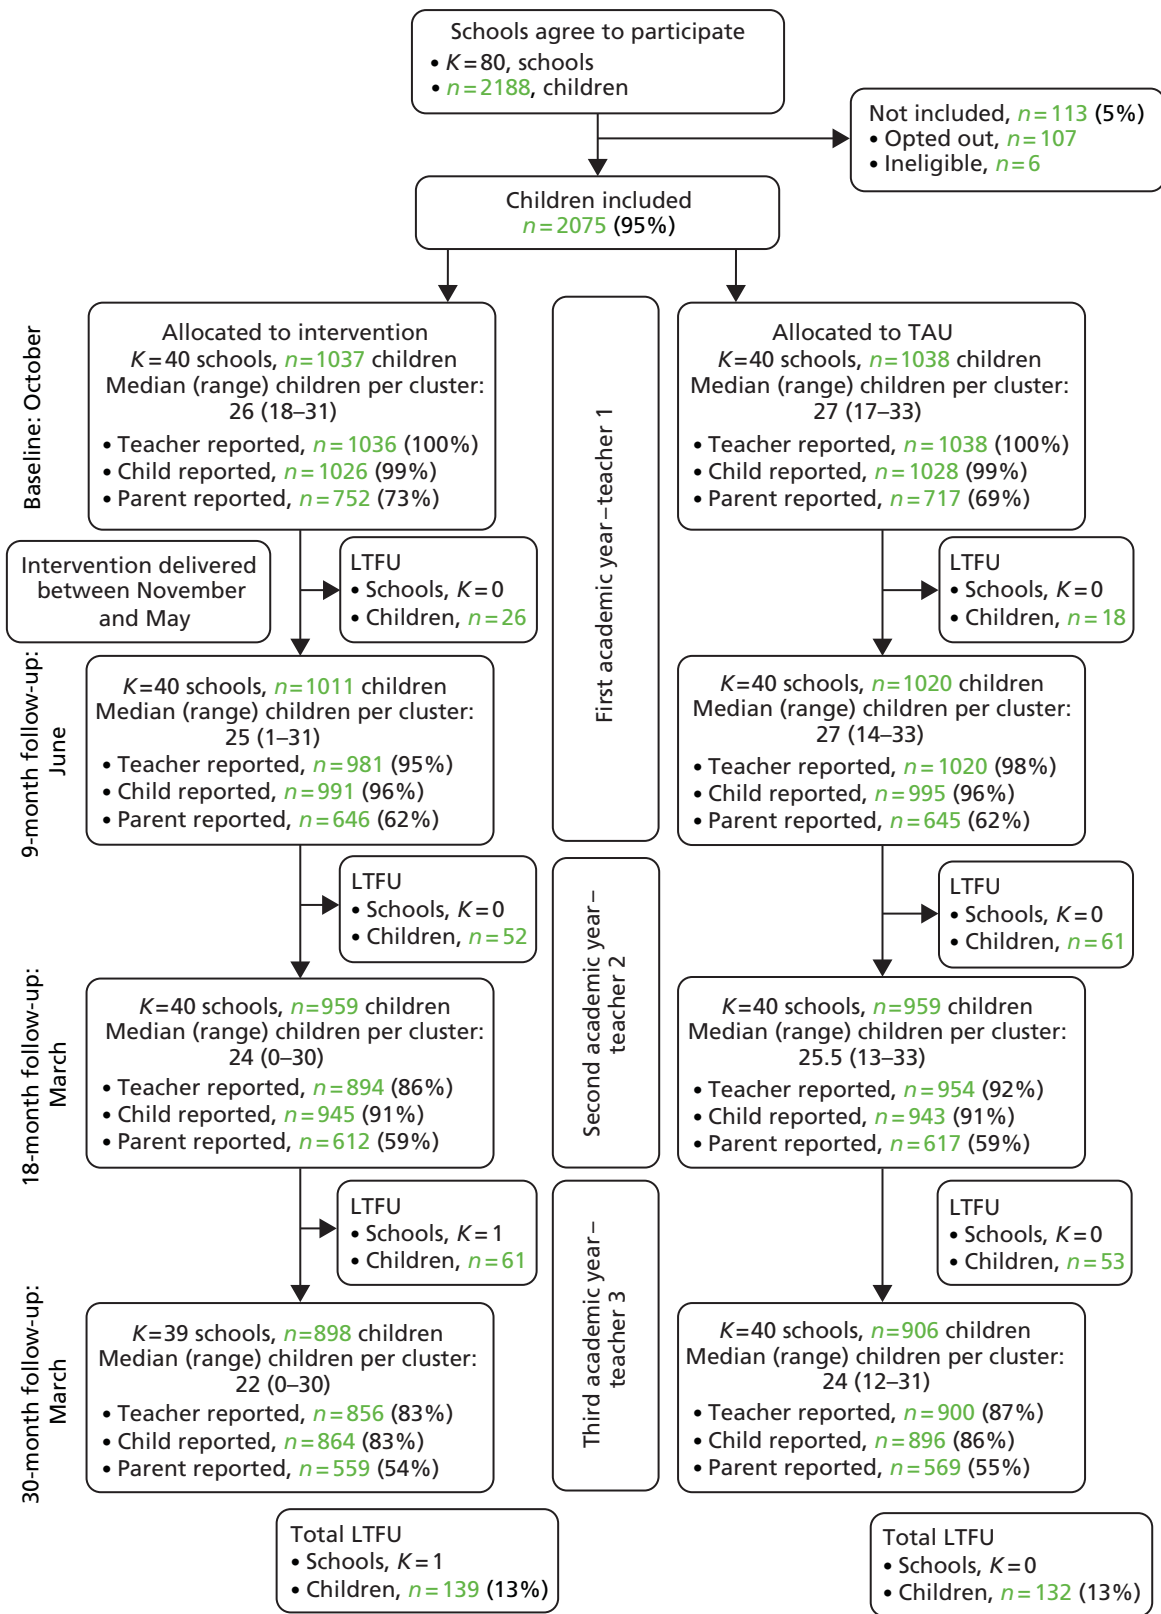 Schools agree to participate
• K=80, schools
• n=2188, children
Not included, n=113 (5%)
• Opted out, n=107
• Ineligible, n=6
Children included
n=2075 (95%)
Baseline: October
Allocated to intervention
K=40 schools, n=1037 children
Median (range) children per cluster:
26 (18–31)
• Teacher reported, n=1036 (100%)
• Child reported, n=1026 (99%)
• Parent reported, n=752 (73%)
First academic year–teacher 1
Allocated to TAU
K=40 schools, n=1038 children
Median (range) children per cluster:
27 (17–33)
• Teacher reported, n=1038 (100%)
• Child reported, n=1028 (99%)
• Parent reported, n=717 (69%)
Intervention delivered
between November
and May
LTFU
• Schools, K=0
• Children, n=26
LTFU
• Schools, K=0
• Children, n=18
9-month follow-up:
June
K=40 schools, n=1011 children
Median (range) children per cluster:
25 (1–31)
• Teacher reported, n=981 (95%)
• Child reported, n=991 (96%)
• Parent reported, n=646 (62%)
K=40 schools, n=1020 children
Median (range) children per cluster:
27 (14–33)
• Teacher reported, n=1020 (98%)
• Child reported, n=995 (96%)
• Parent reported, n=645 (62%)
LTFU
• Schools, K=0
• Children, n=52
Second academic year–
teacher 2
LTFU
• Schools, K=0
• Children, n=61
18-month follow-up:
March
K=40 schools, n=959 children
Median (range) children per cluster:
24 (0–30)
• Teacher reported, n=894 (86%)
• Child reported, n=945 (91%)
• Parent reported, n=612 (59%)
K=40 schools, n=959 children
Median (range) children per cluster:
25.5 (13–33)
• Teacher reported, n=954 (92%)
• Child reported, n=943 (91%)
• Parent reported, n=617 (59%)
LTFU
• Schools, K=1
• Children, n=61
Third academic year–
teacher 3
LTFU
• Schools, K=0
• Children, n=53
30-month follow-up:
March
K=39 schools, n=898 children
Median (range) children per cluster:
22 (0–30)
• Teacher reported, n=856 (83%)
• Child reported, n=864 (83%)
• Parent reported, n=559 (54%)
K=40 schools, n=906 children
Median (range) children per cluster:
24 (12–31)
• Teacher reported, n=900 (87%)
• Child reported, n=896 (86%)
• Parent reported, n=569 (55%)
Total LTFU
• Schools, K=1
• Children, n=139 (13%)
Total LTFU
• Schools, K=0
• Children, n=132 (13%)